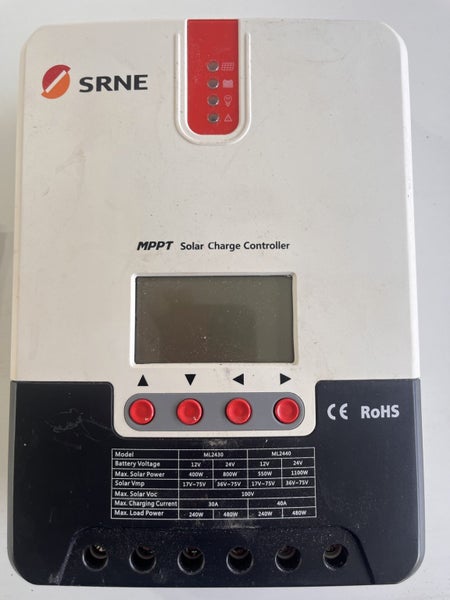 SRNE
MPPT Solar Charge Controller
▲ ▼ ◀ ▶
CE RoHS
Model ML2430 ML2440
Battery Voltage 12V 24V 12V 24V
Max. Solar Power 400W 800W 550W 1100W
Solar Vmp 17V~75V 36V~75V 17V~75V 36V~75V
Max. Solar Voc 100V
Max. Charging Current 30A 40A
Max. Load Power 240W 480W 240W 480W